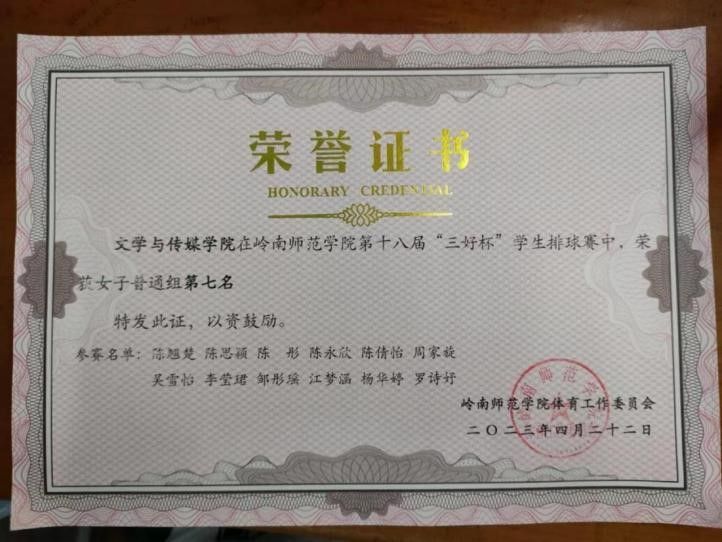 荣誉证书
HONORARY CREDENTIAL
文学与传媒学院在岭南师范学院第十八届“三好杯”学生排球赛中，荣
获女子普通组第七名
特发此证，以资鼓励。
参赛名单：陈翘楚 陈思颖 陈 彤 陈永欣 陈倩怡 周家莅
吴雪怡 李莹珺 邹彤瑶 江梦涵 杨华婷 罗诗妤
岭南师范学院体育工作委员会
二〇二三年四月二十二日